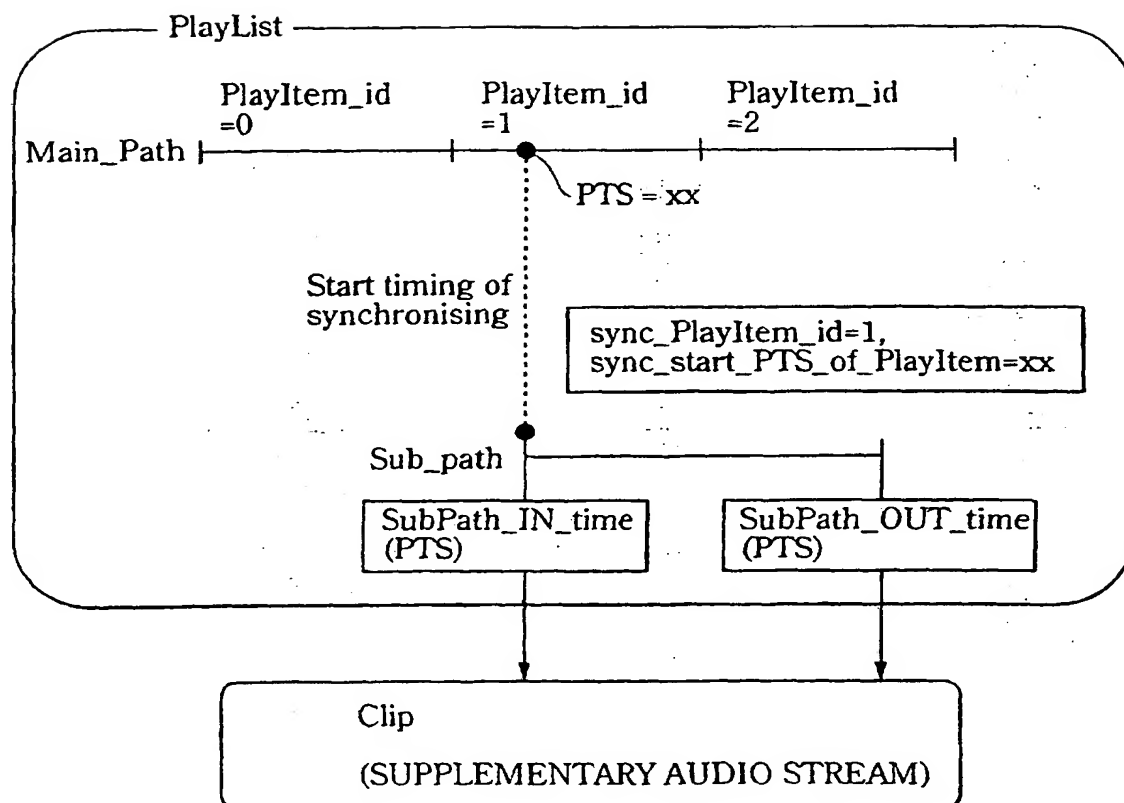 PlayList
PlayItem_id
=0
PlayItem_id
=1
PlayItem_id
=2
Main_Path
PTS = xx
Start timing of
synchronising
sync_PlayItem_id=1,
sync_start_PTS_of_PlayItem=xx
Sub_path
SubPath_IN_time
(PTS)
SubPath_OUT_time
(PTS)
Clip
(SUPPLEMENTARY AUDIO STREAM)